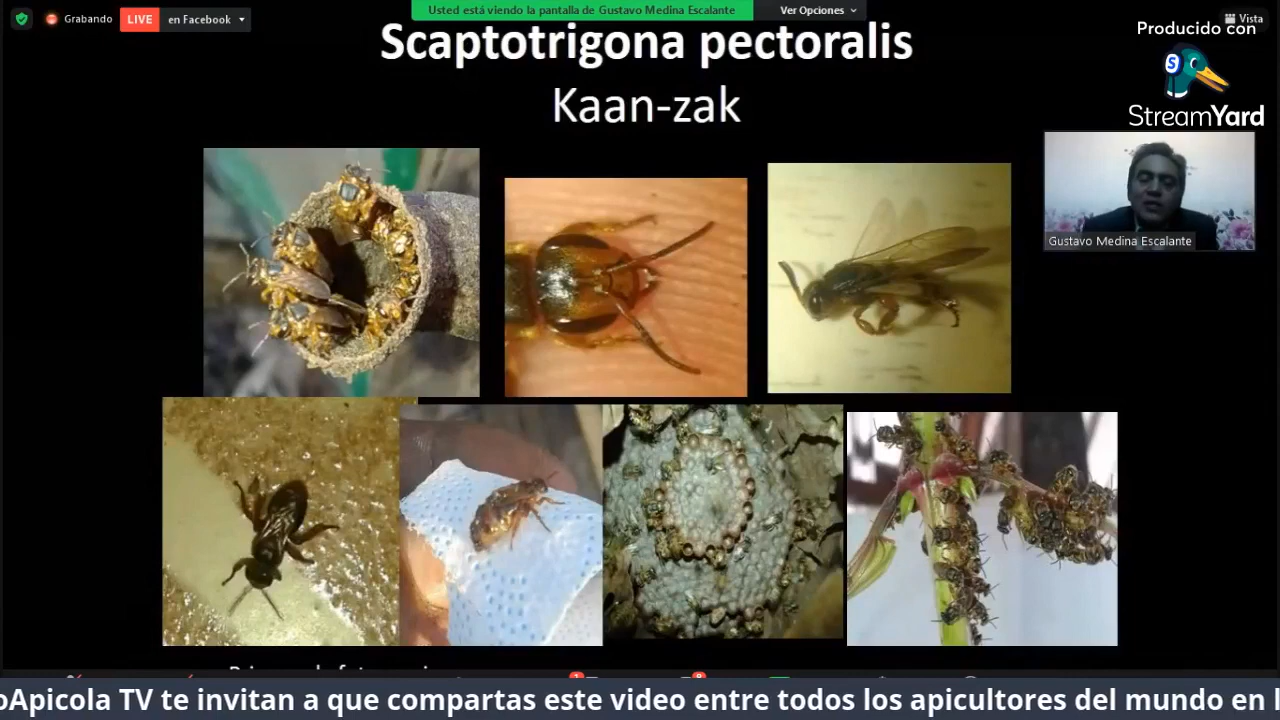 Grabando
LIVE en Facebook
Usted está viendo la pantalla de Gustavo Medina Escalante
Ver Opciones
Vista
Producido con
StreamYard
Scaptotrigona pectoralis
Kaan-zak
Gustavo Medina Escalante
oApicola TV te invitan a que compartas este video entre todos los apicultores del mundo en